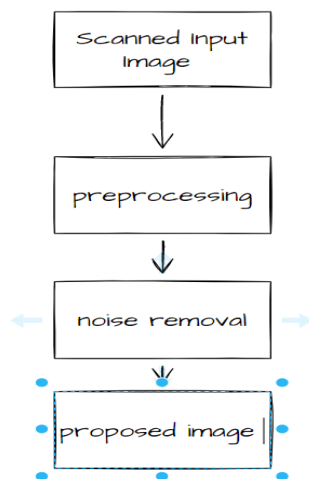 Scanned Input
Image
preprocessing
noise removal
proposed image